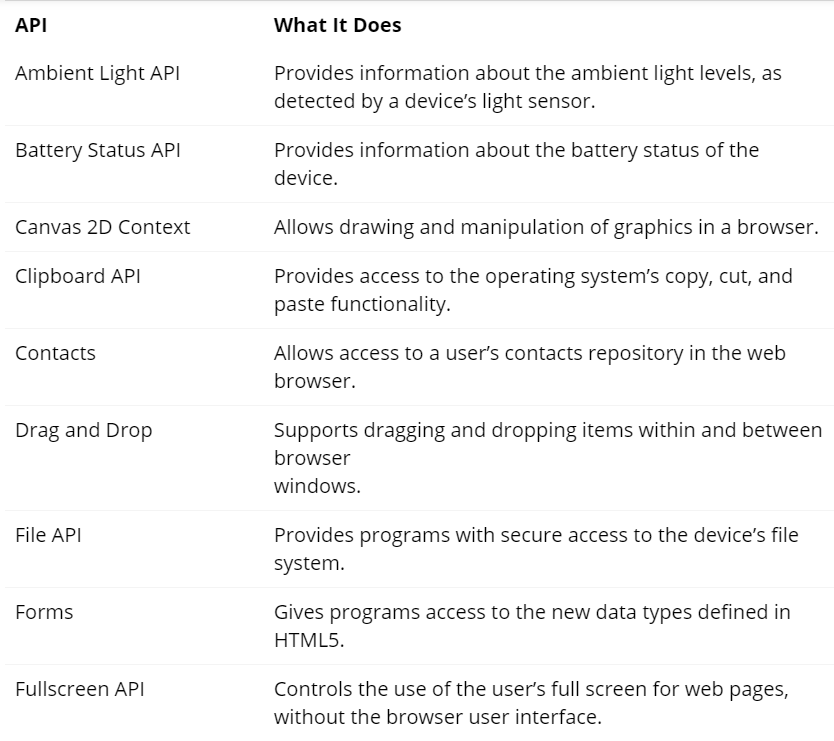 API What It Does
Ambient Light API Provides information about the ambient light levels, as
detected by a device’s light sensor.
Battery Status API Provides information about the battery status of the
device.
Canvas 2D Context Allows drawing and manipulation of graphics in a browser.
Clipboard API Provides access to the operating system’s copy, cut, and
paste functionality.
Contacts Allows access to a user’s contacts repository in the web
browser.
Drag and Drop Supports dragging and dropping items within and between
browser
windows.
File API Provides programs with secure access to the device’s file
system.
Forms Gives programs access to the new data types defined in
HTML5.
Fullscreen API Controls the use of the user’s full screen for web pages,
without the browser user interface.